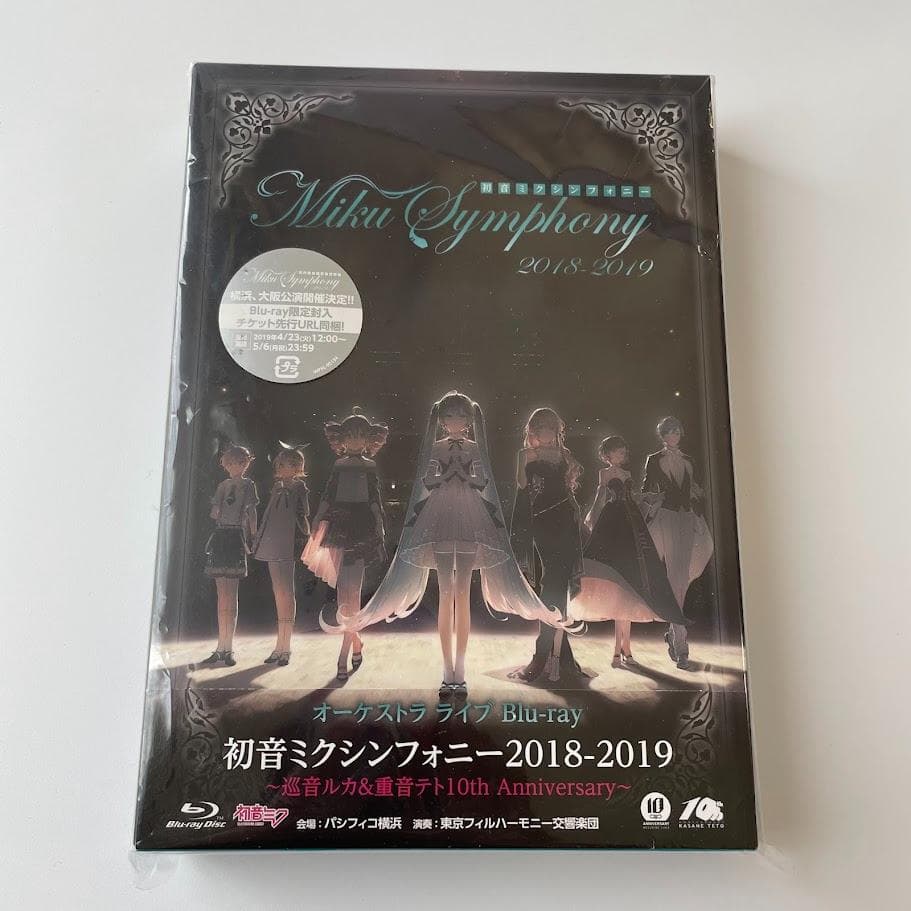 初音ミクシンフォニー
Miku Symphony
2018-2019
Miku Symphony
横浜、大阪公演開催決定!!
Blu-ray限定封入
チケット先行URL同梱!
2019年4/23(火)12:00〜
5/6(月祝)23:59
プラ
オーケストラ ライブ Blu-ray
初音ミクシンフォニー2018-2019
〜巡音ルカ&重音テト10th Anniversary〜
Blu-ray Disc
初音ミク
会場:パシフィコ横浜 演奏:東京フィルハーモニー交響楽団
10
ANNIVERSARY
MEGURINE LUKA
10th
KASANE TETO